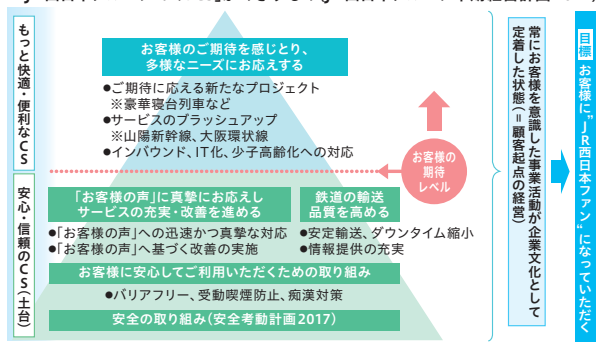 もっと快適・便利なCS
お客様のご期待を感じとり、
多様なニーズにお応えする
●ご期待に応える新たなプロジェクト
※豪華寝台列車など
●サービスのブラッシュアップ
※山陽新幹線、大阪環状線
●インバウンド、IT化、少子高齢化への対応
お客様の
期待
レベル
安心・信頼のCS(土台)
「お客様の声」に真摯にお応えし
サービスの充実・改善を進める
●「お客様の声」への迅速かつ真摯な対応
●「お客様の声」へ基づく改善の実施
鉄道の輸送
品質を高める
●安定輸送、ダウンタイム縮小
●情報提供の充実
お客様に安心してご利用いただくための取り組み
●バリアフリー、受動喫煙防止、痴漢対策
安全の取り組み(安全考動計画2017)
常にお客様を意識した事業活動が企業文化として
定着した状態(=顧客起点の経営)
目標 お客様に"JR西日本ファン"になっていただく